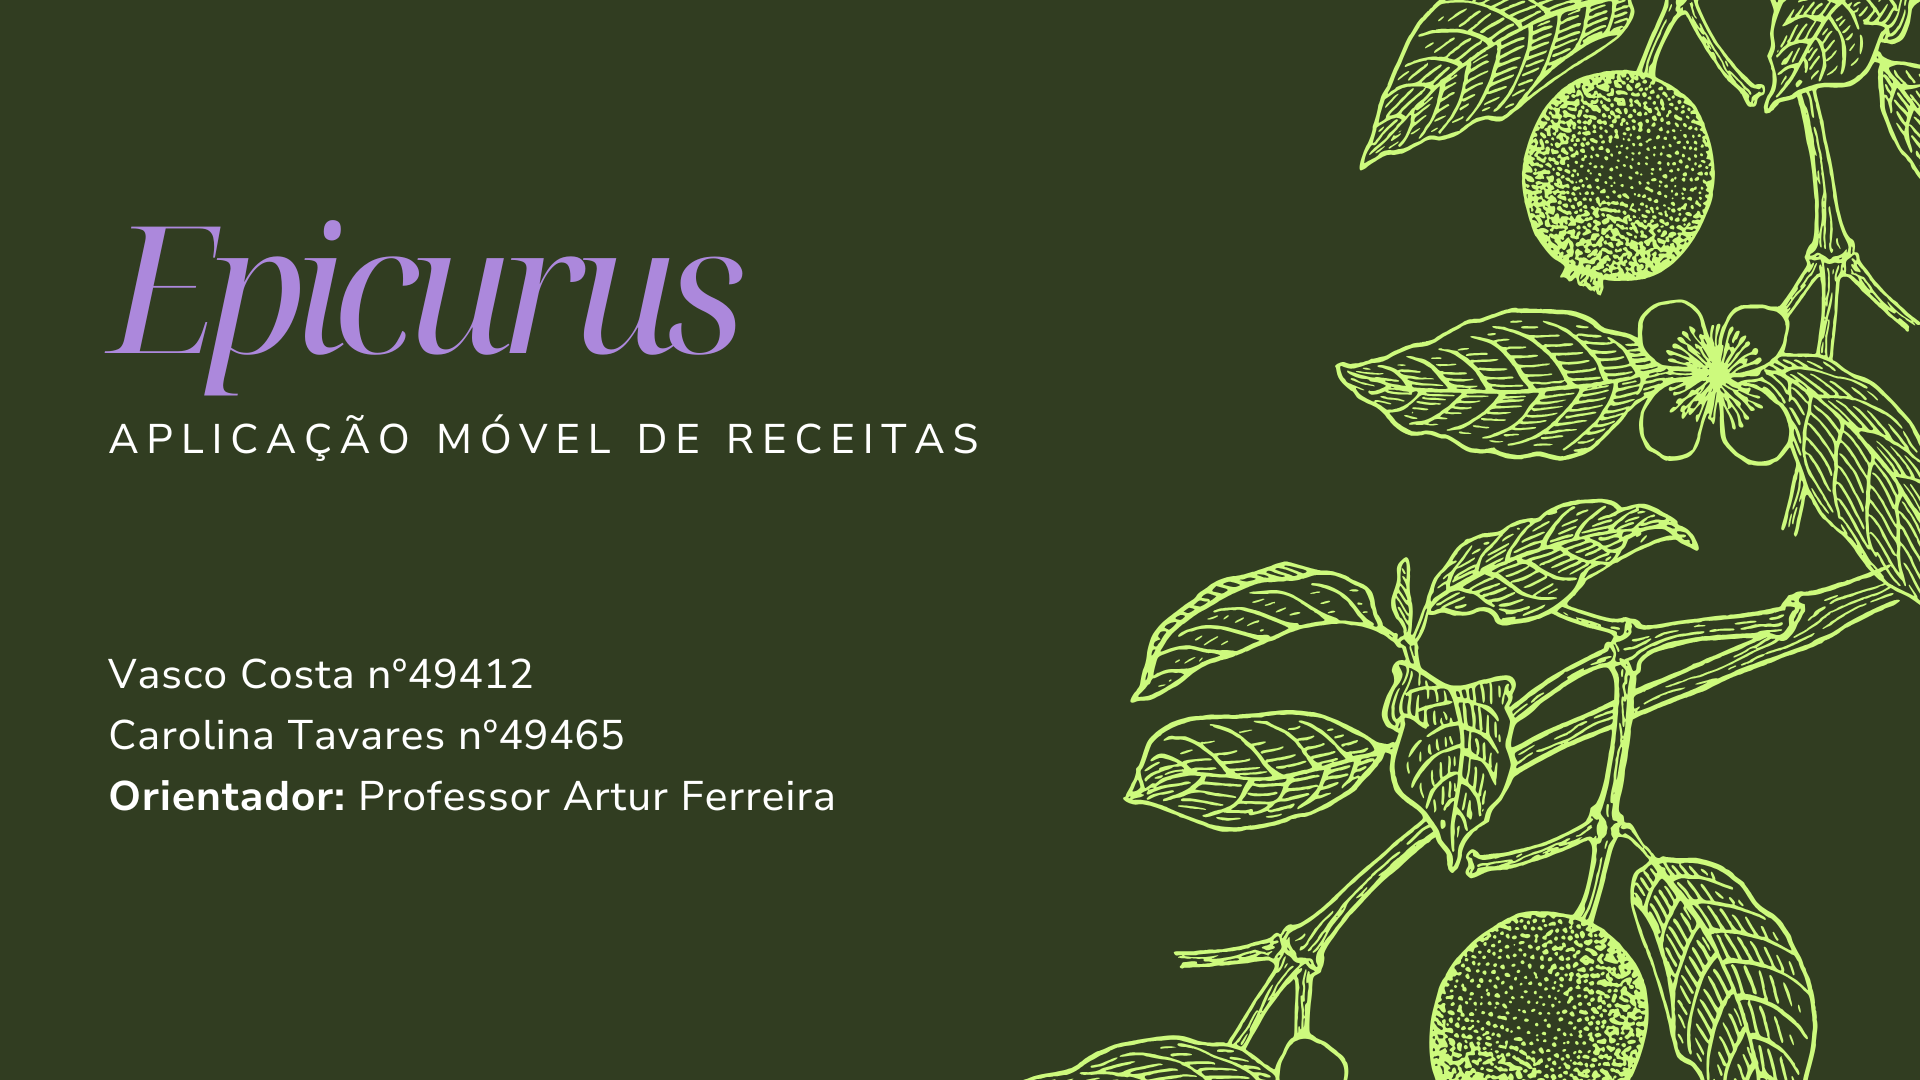 Epicurus
APLICAÇÃO MÓVEL DE RECEITAS
Vasco Costa nº49412
Carolina Tavares nº49465
Orientador: Professor Artur Ferreira